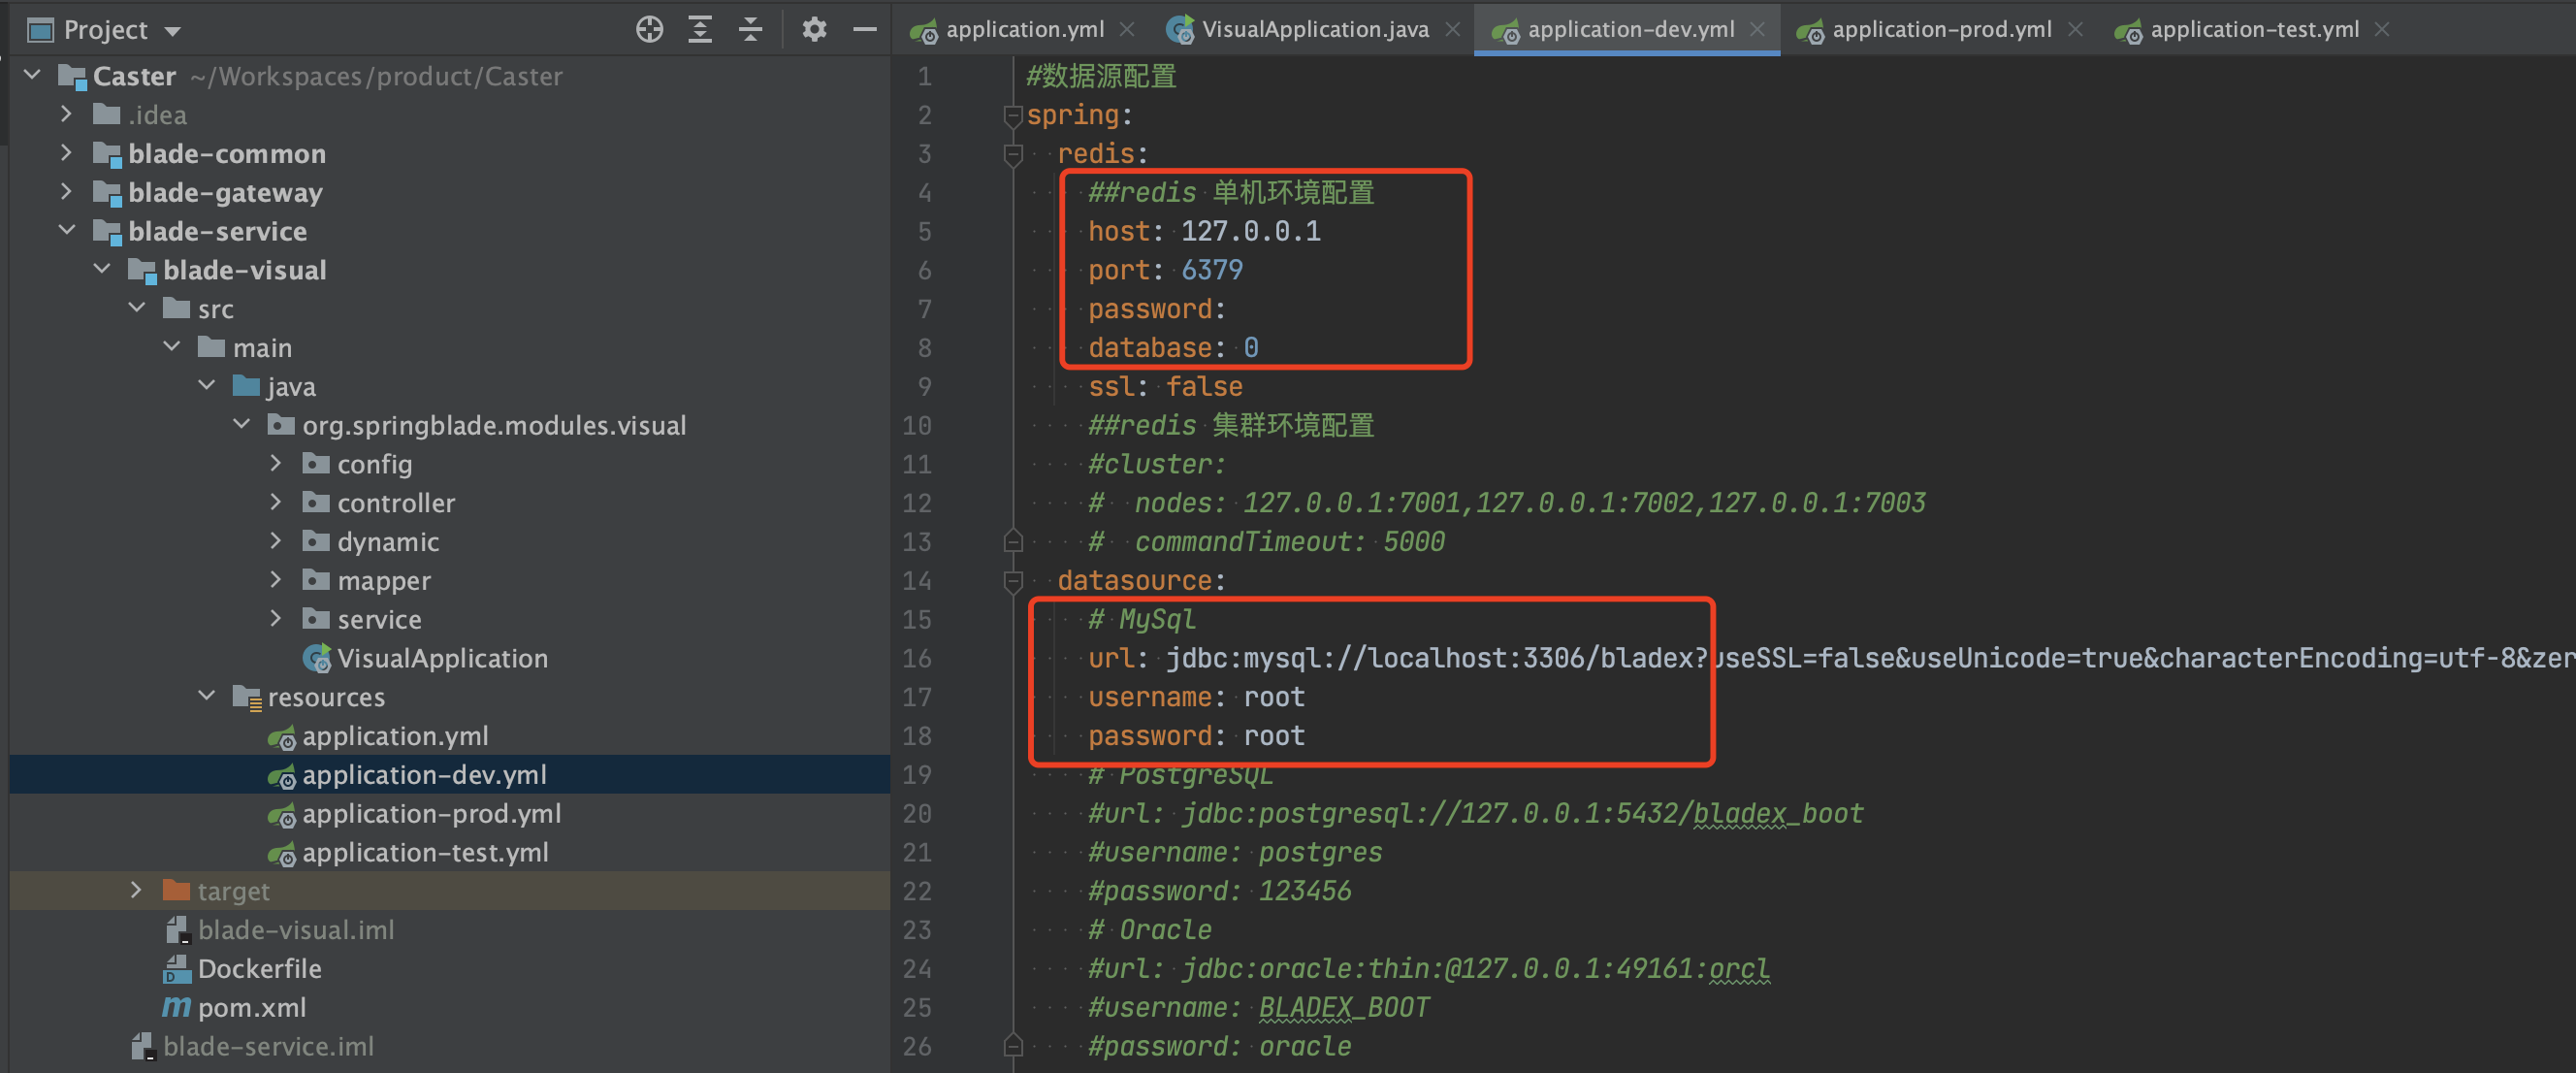 Project
Caster ~/Workspaces/product/Caster
.idea
blade-common
blade-gateway
blade-service
blade-visual
src
main
java
org.springblade.modules.visual
config
controller
dynamic
mapper
service
VisualApplication
resources
application.yml
application-dev.yml
application-prod.yml
application-test.yml
target
blade-visual.iml
Dockerfile
pom.xml
blade-service.iml
application.yml VisualApplication.java application-dev.yml application-prod.yml application-test.yml
1 #数据源配置
2 spring:
3 redis:
4 ##redis 单机环境配置
5 host: 127.0.0.1
6 port: 6379
7 password:
8 database: 0
9 ssl: false
10 ##redis 集群环境配置
11 #cluster:
12 # nodes: 127.0.0.1:7001,127.0.0.1:7002,127.0.0.1:7003
13 # commandTimeout: 5000
14 datasource:
15 # MySql
16 url: jdbc:mysql://localhost:3306/bladex?useSSL=false&useUnicode=true&characterEncoding=utf-8&zer
17 username: root
18 password: root
19 # PostgreSQL
20 #url: jdbc:postgresql://127.0.0.1:5432/bladex_boot
21 #username: postgres
22 #password: 123456
23 # Oracle
24 #url: jdbc:oracle:thin:@127.0.0.1:49161:orcl
25 #username: BLADEX_BOOT
26 #password: oracle